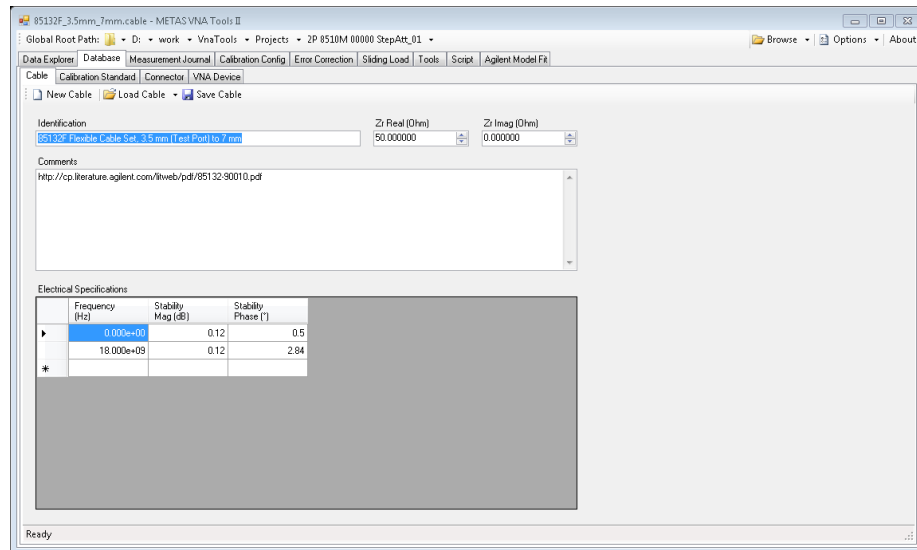 85132F_3.5mm_7mm.cable - METAS VNA Tools II
Global Root Path: D: work VnaTools Projects 2P 8510M 00000 StepAtt_01 Browse Options About
Data Explorer Database Measurement Journal Calibration Config Error Correction Sliding Load Tools Script Agilent Model Fit
Cable Calibration Standard Connector VNA Device
New Cable Load Cable Save Cable
Identification Zr Real (Ohm) Zr Imag (Ohm)
85132F Flexible Cable Set, 3.5 mm (Test Port) to 7 mm 50.000000 0.000000
Comments
http://cp.literature.agilent.com/litweb/pdf/85132-90010.pdf
Electrical Specifications
Frequency Stability Stability
(Hz) Mag (dB) Phase (°)
0.000e+00 0.12 0.5
18.000e+09 0.12 2.84
Ready